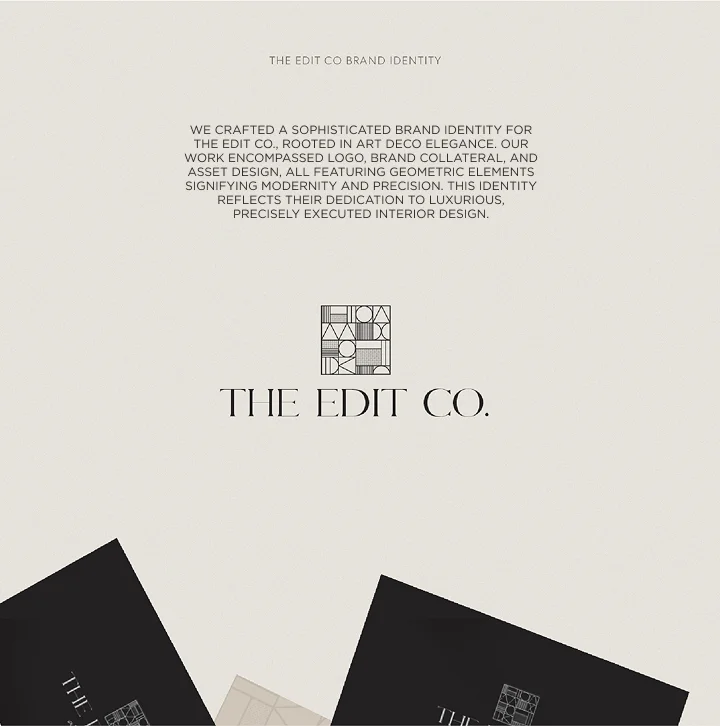 THE EDIT CO BRAND IDENTITY
WE CRAFTED A SOPHISTICATED BRAND IDENTITY FOR
THE EDIT CO., ROOTED IN ART DECO ELEGANCE. OUR
WORK ENCOMPASSED LOGO, BRAND COLLATERAL, AND
ASSET DESIGN, ALL FEATURING GEOMETRIC ELEMENTS
SIGNIFYING MODERNITY AND PRECISION. THIS IDENTITY
REFLECTS THEIR DEDICATION TO LUXURIOUS,
PRECISELY EXECUTED INTERIOR DESIGN.
THE EDIT CO.
THE
THE